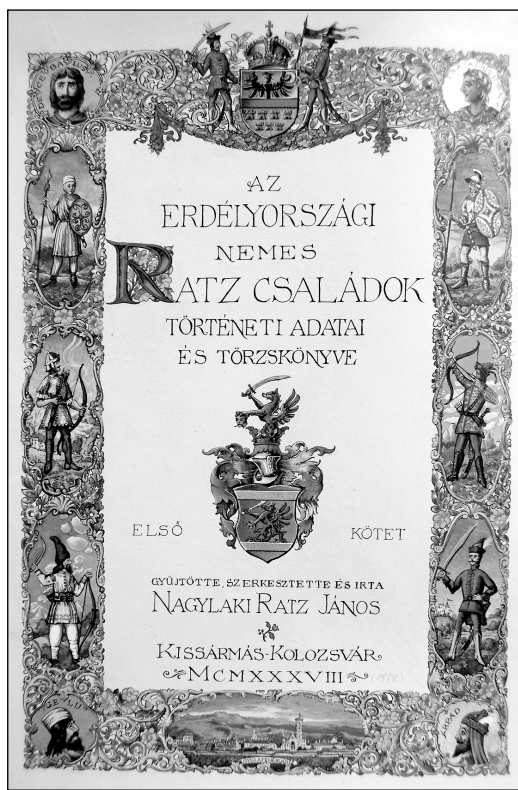 AZ
ERDÉLYORSZÁGI
NEMES
RATZ CSALÁDOK
TÖRTÉNETI ADATAI
ÉS TÖRZSKÖNYVE
ELSŐ KÖTET
GYÜJTÖTTE, SZERKESZTETTE ÉS IRTA
NAGYLAKI RATZ JÁNOS
KISSÁRMÁS-KOLOZSVÁR
MCMXXXVIII (1938)
GELU
ÁRPÁD